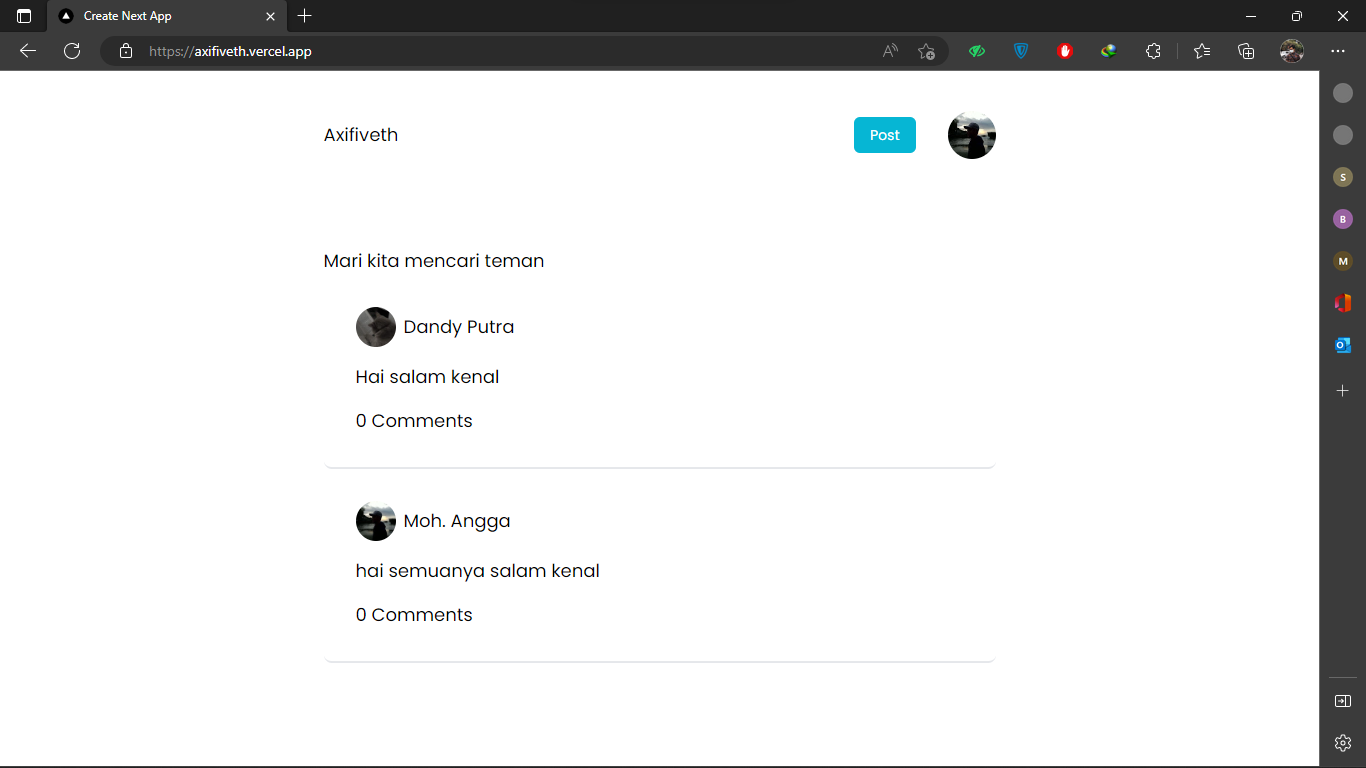 Create Next App
https://axifiveth.vercel.app
Axifiveth
Post
Mari kita mencari teman
Dandy Putra
Hai salam kenal
0 Comments
Moh. Angga
hai semuanya salam kenal
0 Comments
S
B
M